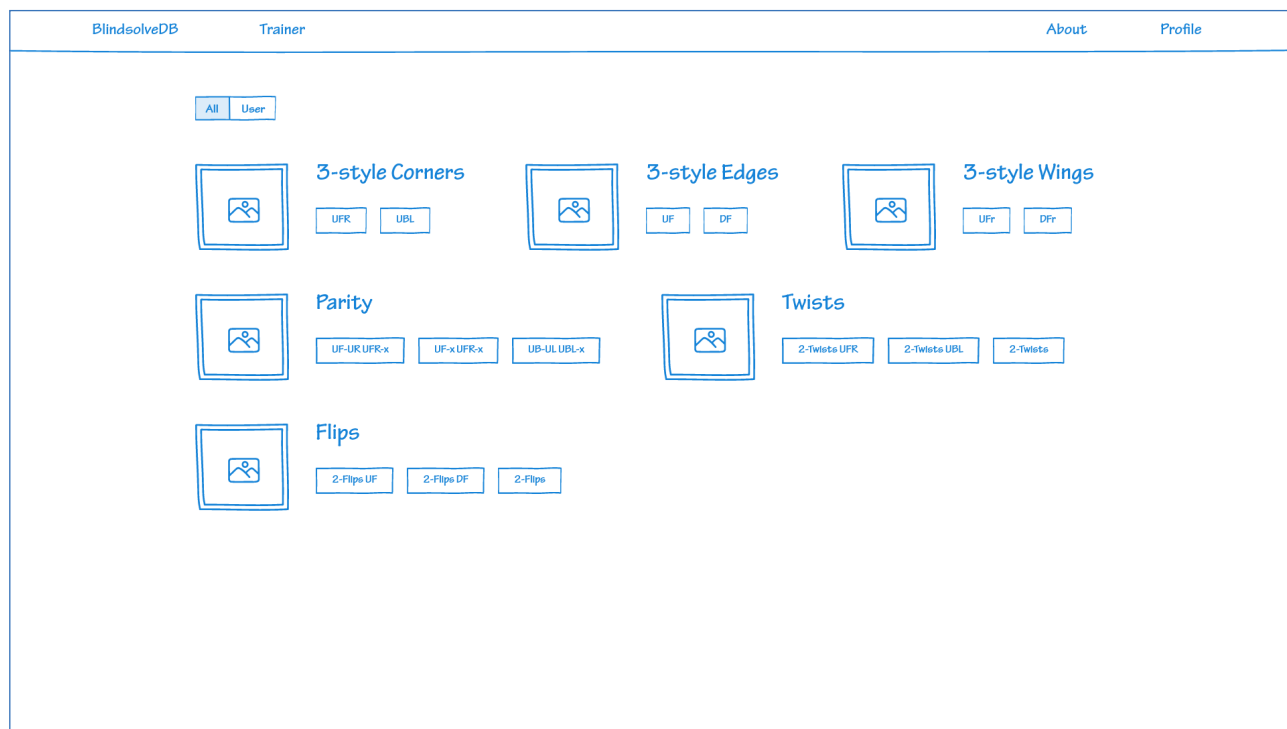 BlindsolveDB Trainer About Profile
All User
3-style Corners 3-style Edges 3-style Wings
UFR UBL UF DF UFr DFr
Parity Twists
UF-UR UFR-x UF-x UFR-x UB-UL UBL-x 2-Twists UFR 2-Twists UBL 2-Twists
Flips
2-Flips UF 2-Flips DF 2-Flips